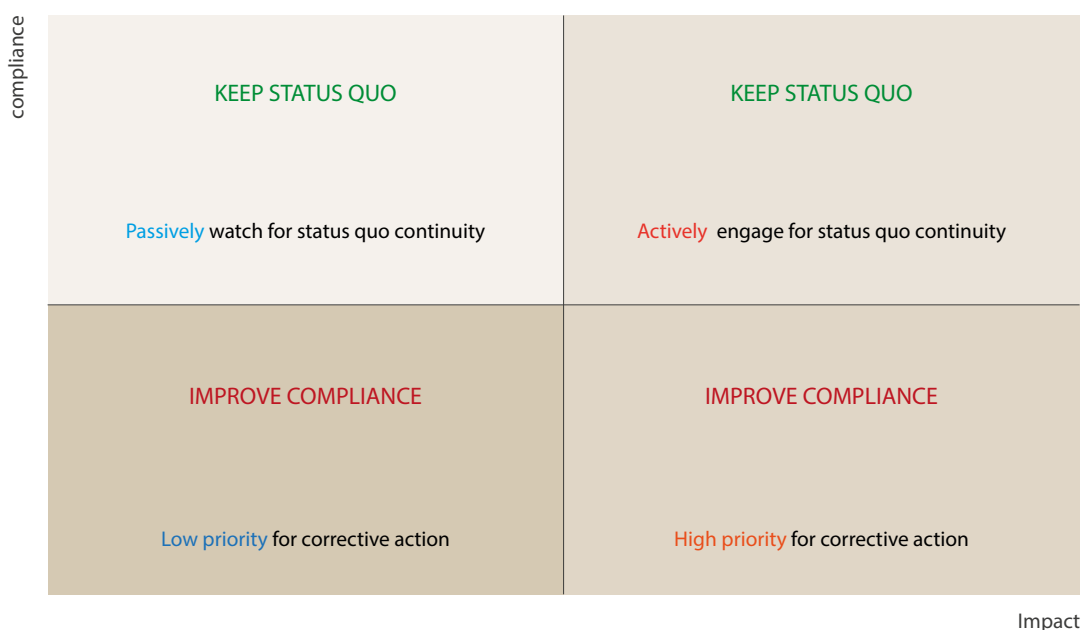 compliance
KEEP STATUS QUO
KEEP STATUS QUO
Passively watch for status quo continuity
Actively engage for status quo continuity
IMPROVE COMPLIANCE
IMPROVE COMPLIANCE
Low priority for corrective action
High priority for corrective action
Impact